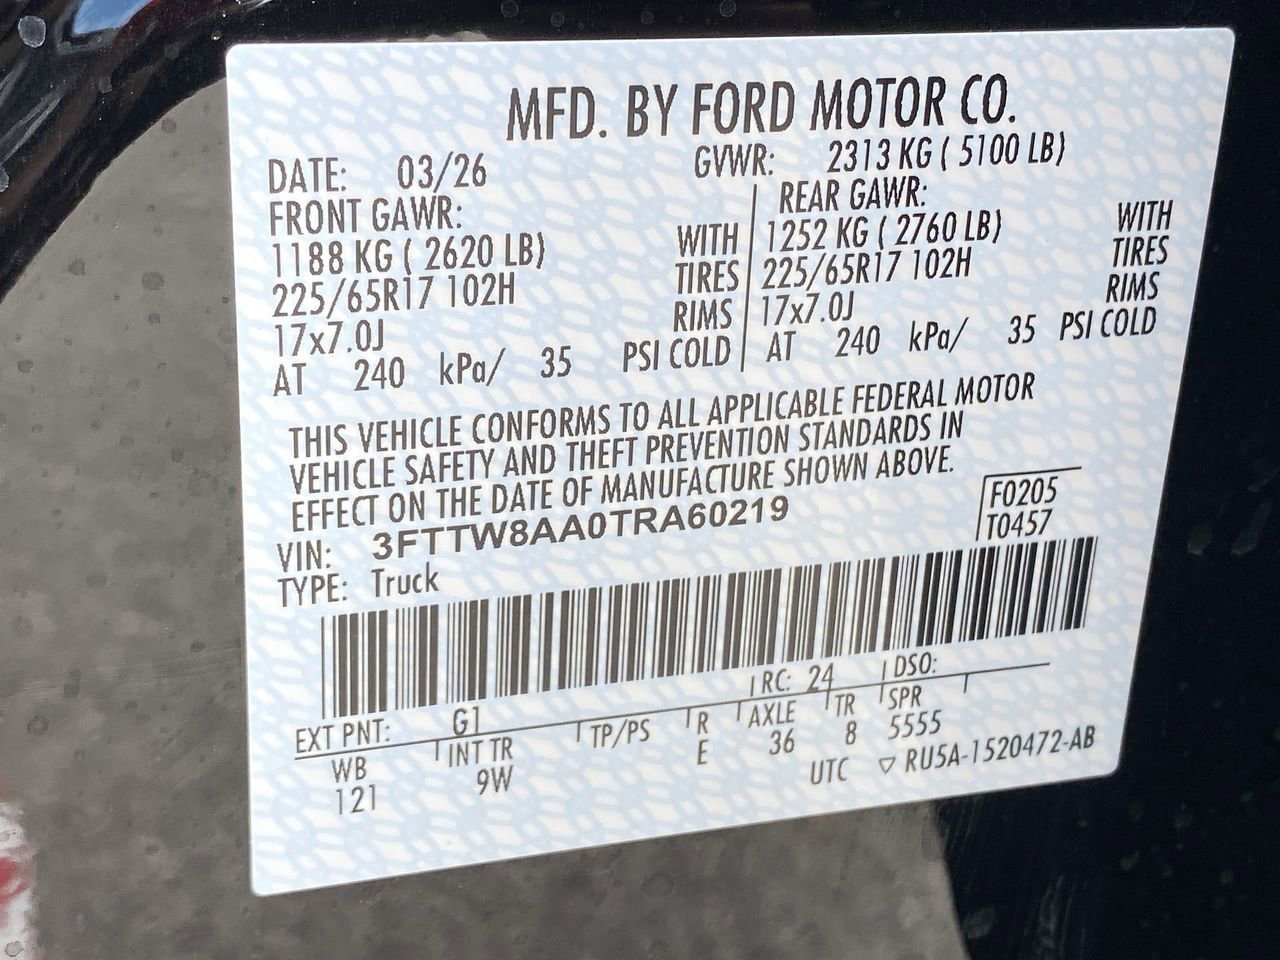 MFD. BY FORD MOTOR CO.
DATE: 03/26 GVWR: 2313 KG ( 5100 LB)
FRONT GAWR: REAR GAWR:
1188 KG ( 2620 LB) WITH 1252 KG ( 2760 LB) WITH
225/65R17 102H TIRES 225/65R17 102H TIRES
17x7.0J RIMS 17x7.0J RIMS
AT 240 kPa/ 35 PSI COLD AT 240 kPa/ 35 PSI COLD
THIS VEHICLE CONFORMS TO ALL APPLICABLE FEDERAL MOTOR
VEHICLE SAFETY AND THEFT PREVENTION STANDARDS IN
EFFECT ON THE DATE OF MANUFACTURE SHOWN ABOVE.
F0205
VIN: 3FTTW8AA0TRA60219 T0457
TYPE: Truck
EXT PNT: G1 RC: 24 DSO:
WB INT TR TP/PS R AXLE TR SPR
121 9W E 36 8 5555
UTC ▽ RU5A-1520472-AB